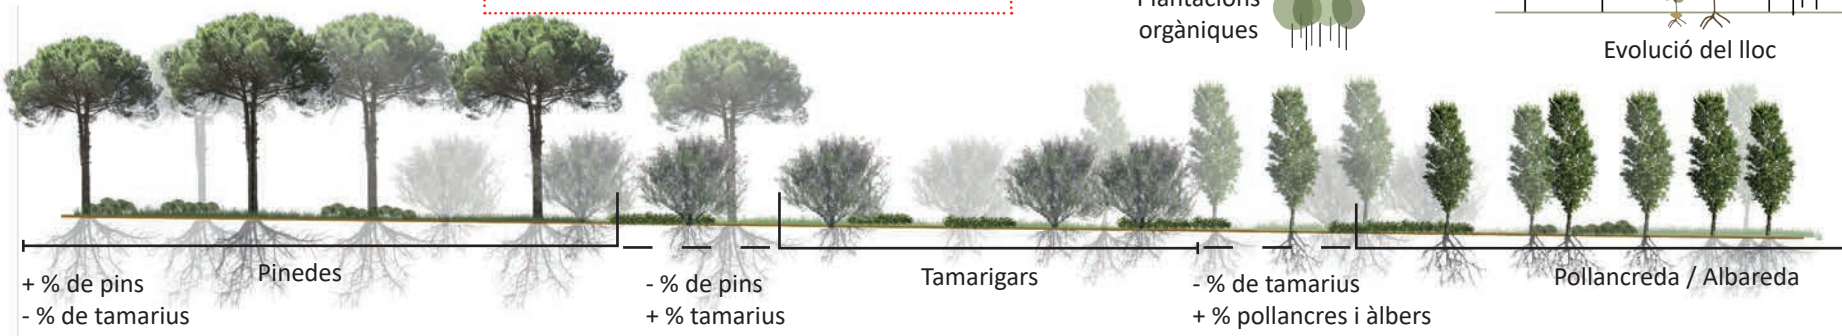 Plantacions
orgàniques
Evolució del lloc
Pinedes
+ % de pins
- % de tamarius
- % de pins
+ % tamarius
Tamarigars
- % de tamarius
+ % pollancres i àlbers
Pollancreda / Albareda